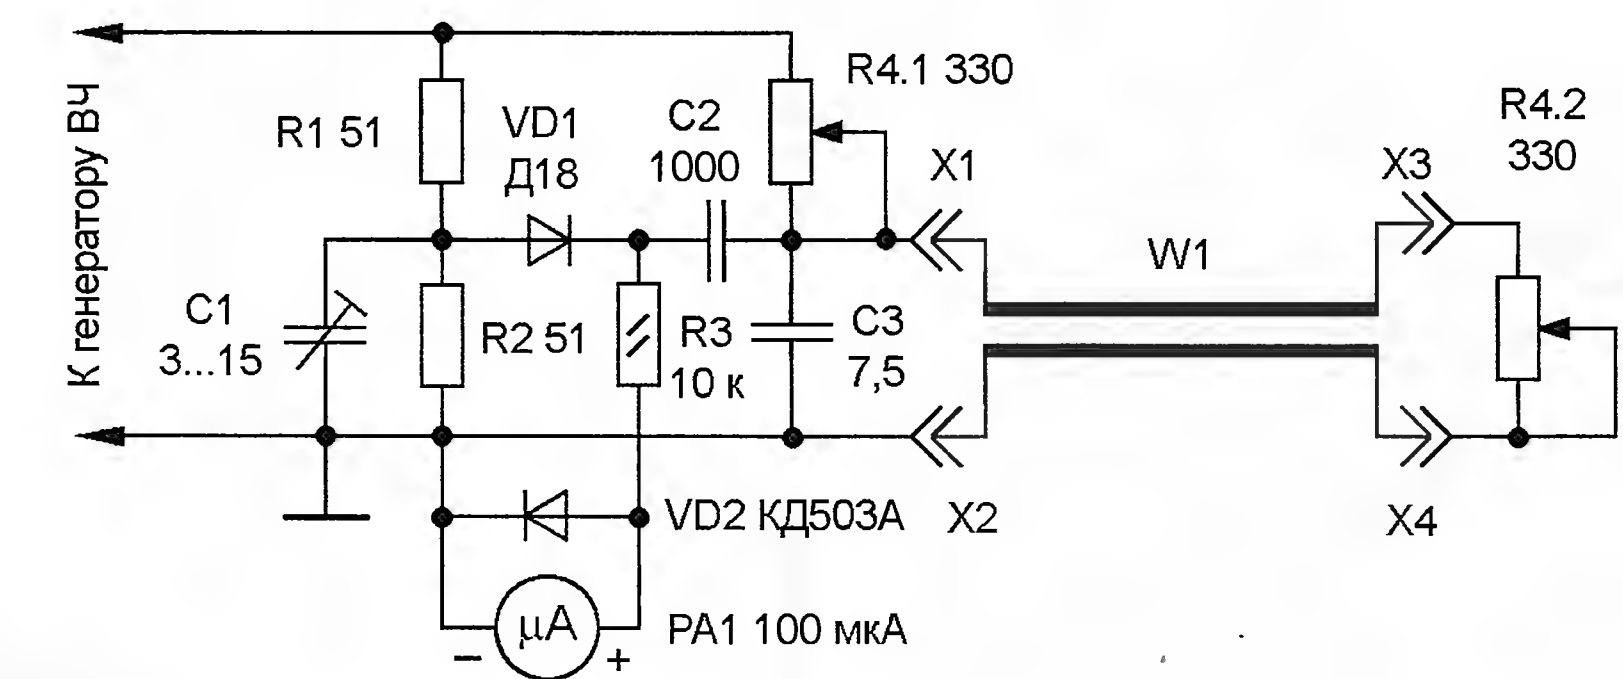 К генератору ВЧ
R1 51
VD1
Д18
C2
1000
R4.1 330
X1
X3
R4.2
330
W1
C1
3...15
R2 51
R3
10 к
C3
7,5
VD2 КД503А
X2
X4
μA
PA1 100 мкА
− +